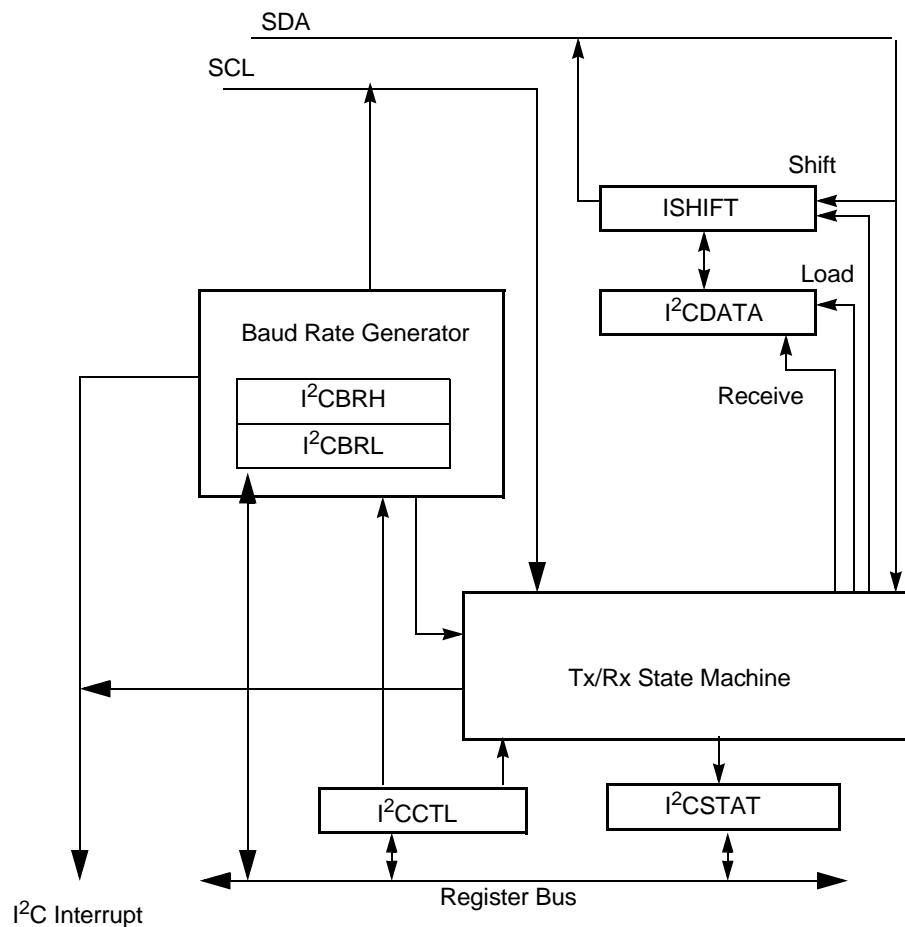 SDA
SCL
Shift
ISHIFT
Load
I²CDATA
Baud Rate Generator
I²CBRH
Receive
I²CBRL
Tx/Rx State Machine
I²CCTL
I²CSTAT
Register Bus
I²C Interrupt